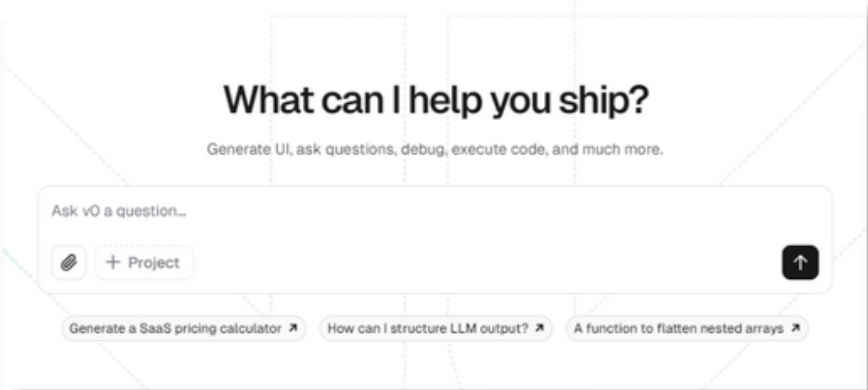 What can I help you ship?
Generate UI, ask questions, debug, execute code, and much more.
Ask v0 a question...
Project
Generate a SaaS pricing calculator
How can I structure LLM output?
A function to flatten nested arrays